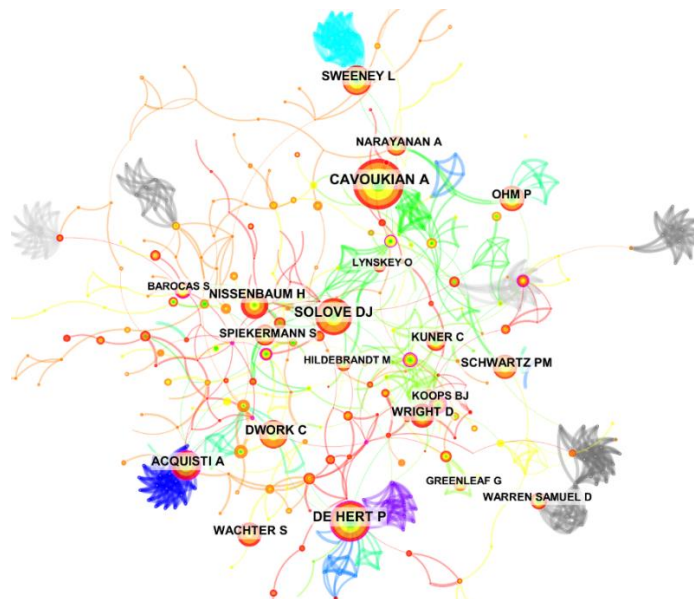 SWEENEY L
NARAYANAN A
CAVOUKIAN A
OHM P
LYNSKEY O
BAROCAS S
NISSENBAUM H
SOLOVE DJ
SPIEKERMANN S
KUNER C
HILDEBRANDT M
SCHWARTZ PM
KOOPS BJ
WRIGHT D
DWORK C
ACQUISTI A
GREENLEAF G
WARREN SAMUEL D
DE HERT P
WACHTER S